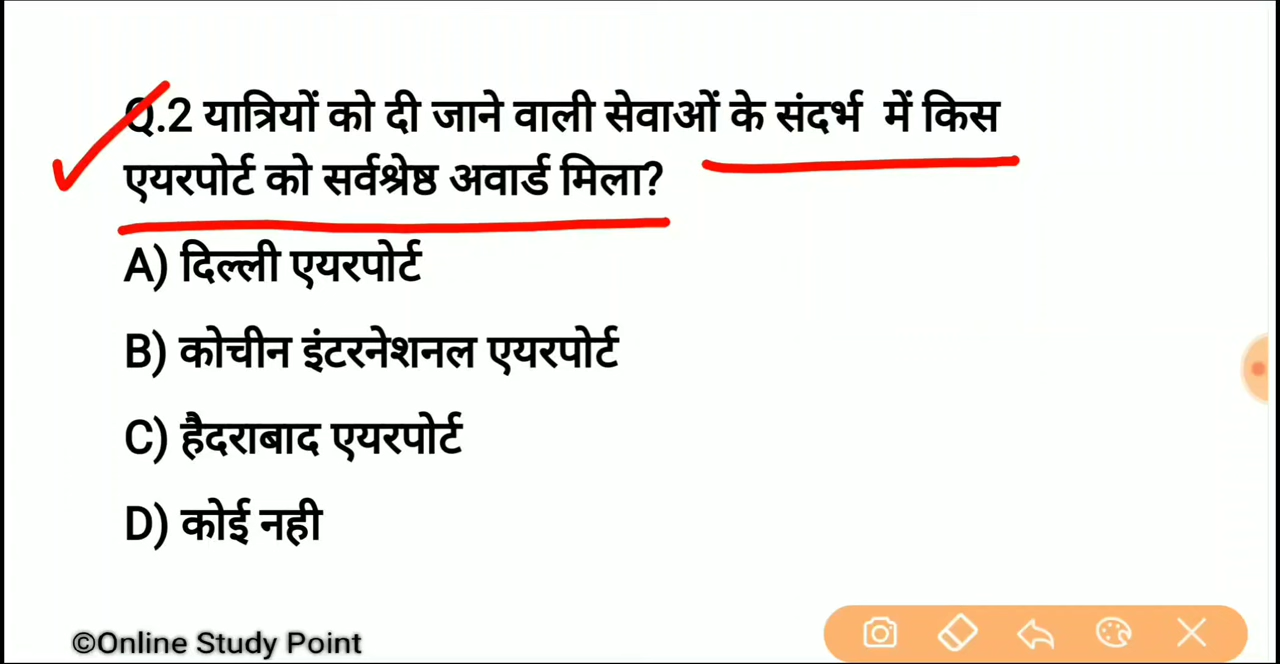 Q.2 यात्रियों को दी जाने वाली सेवाओं के संदर्भ में किस
एयरपोर्ट को सर्वश्रेष्ठ अवार्ड मिला?
A) दिल्ली एयरपोर्ट
B) कोचीन इंटरनेशनल एयरपोर्ट
C) हैदराबाद एयरपोर्ट
D) कोई नही
©Online Study Point